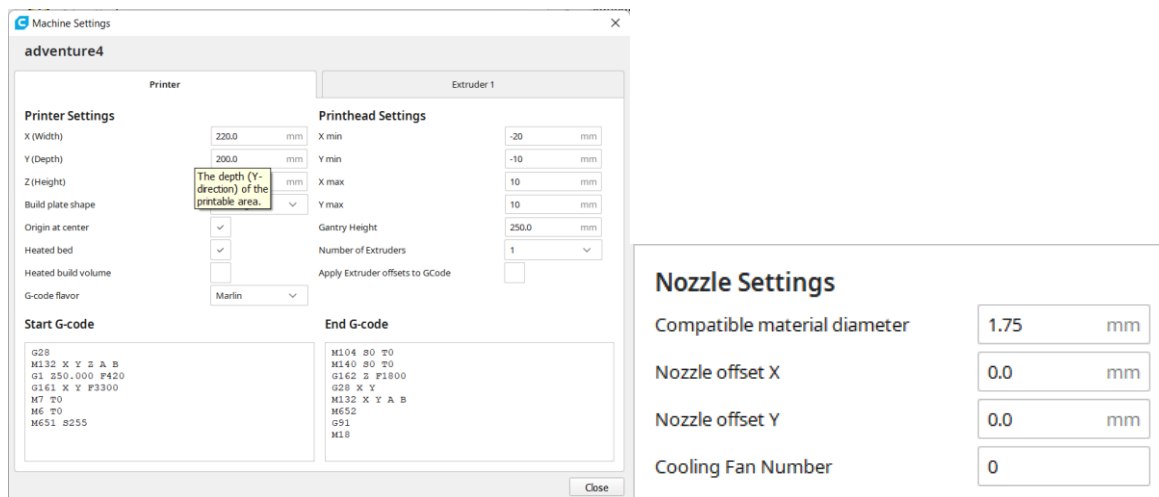 Machine Settings
adventure4
Printer
Extruder 1
Printer Settings
X (Width) 220.0 mm
Y (Depth) 200.0 mm
Z (Height) mm
The depth (Y-
direction) of the
printable area.
Build plate shape
Origin at center
Heated bed
Heated build volume
G-code flavor Marlin
Printhead Settings
X min -20 mm
Y min -10 mm
X max 10 mm
Y max 10 mm
Gantry Height 250.0 mm
Number of Extruders 1
Apply Extruder offsets to GCode
Start G-code
G28
M132 X Y Z A B
G1 Z50.000 F420
G161 X Y F3300
M7 T0
M6 T0
M651 S255
End G-code
M104 S0 T0
M140 S0 T0
G162 Z F1800
G28 X Y
M132 X Y A B
M652
G91
M18
Close
Nozzle Settings
Compatible material diameter 1.75 mm
Nozzle offset X 0.0 mm
Nozzle offset Y 0.0 mm
Cooling Fan Number 0